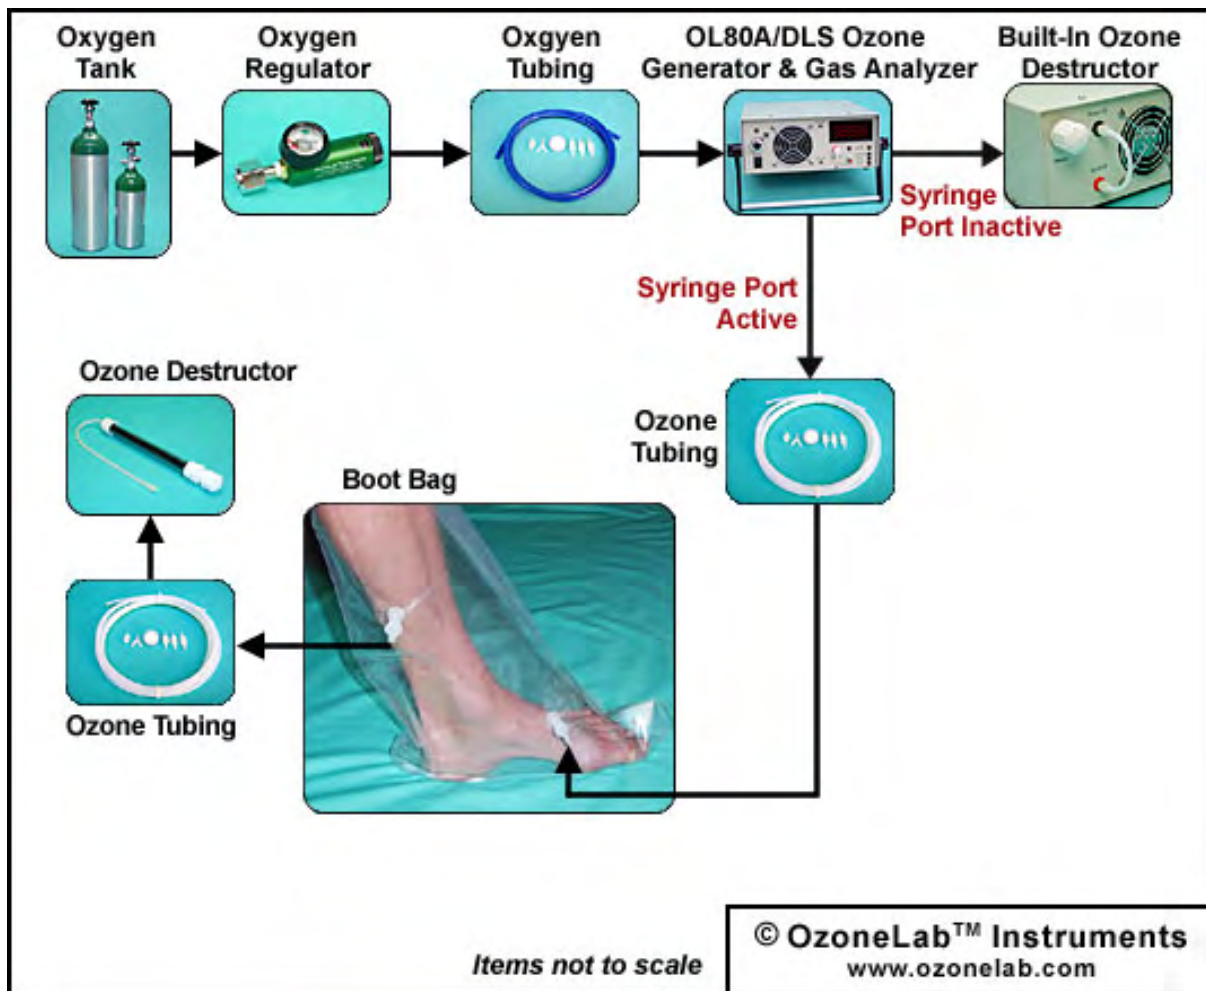 Oxygen
Tank
Oxygen
Regulator
Oxgyen
Tubing
OL80A/DLS Ozone
Generator & Gas Analyzer
Built-In Ozone
Destructor
Syringe
Port Inactive
Syringe Port
Active
Ozone
Tubing
Ozone Destructor
Boot Bag
Ozone Tubing
Items not to scale
© OzoneLab™ Instruments
www.ozonelab.com